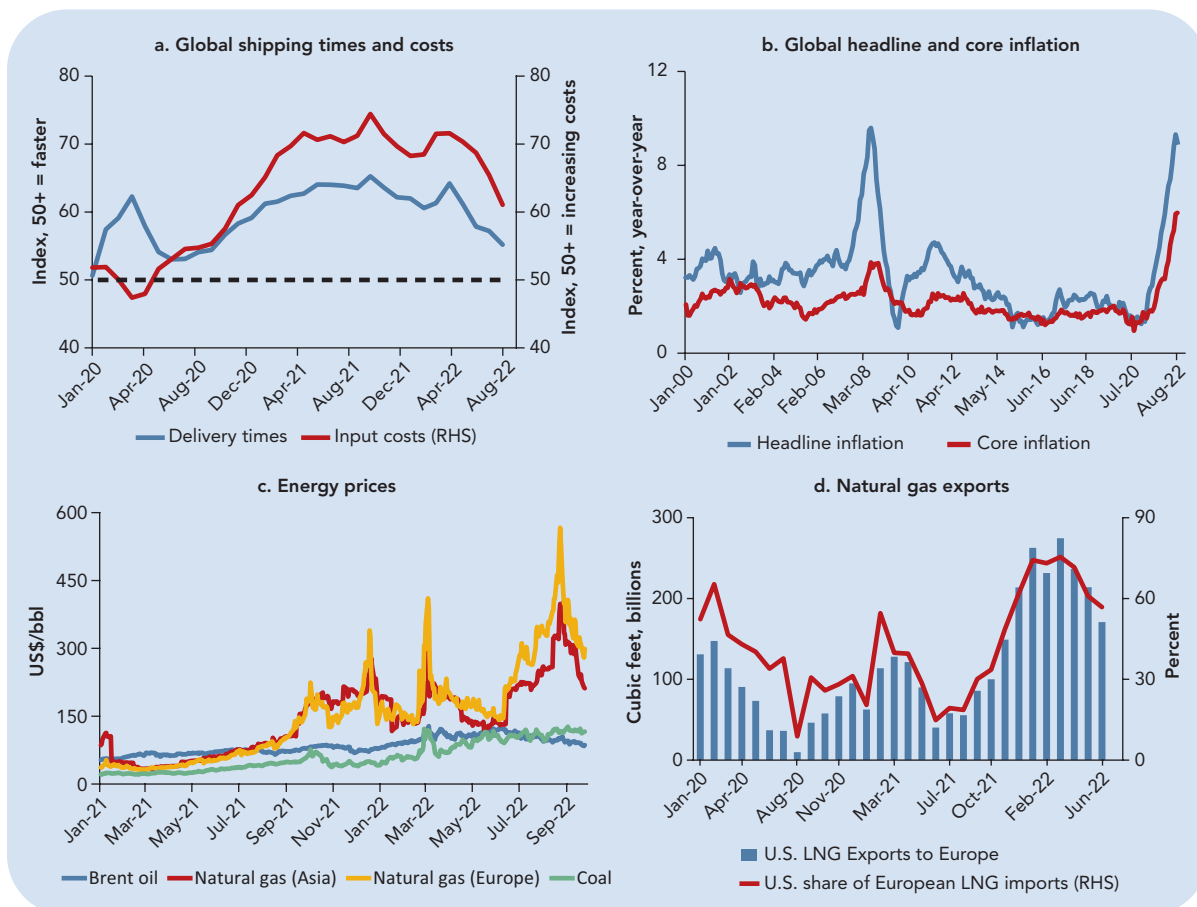 a. Global shipping times and costs
Index, 50+ = faster
80
70
60
50
40
80
70
60
50
40
Index, 50+ = increasing costs
Jan-20
Apr-20
Aug-20
Dec-20
Apr-21
Aug-21
Dec-21
Apr-22
Aug-22
Delivery times
Input costs (RHS)
b. Global headline and core inflation
Percent, year-over-year
12
8
4
0
Jan-00
Jan-02
Feb-04
Feb-06
Mar-08
Apr-10
Apr-12
May-14
Jun-16
Jun-18
Jul-20
Aug-22
Headline inflation
Core inflation
c. Energy prices
US$/bbl
600
450
300
150
0
Jan-21
Mar-21
May-21
Jul-21
Sep-21
Nov-21
Jan-22
Mar-22
May-22
Jul-22
Sep-22
Brent oil
Natural gas (Asia)
Natural gas (Europe)
Coal
d. Natural gas exports
Cubic feet, billions
300
200
100
0
90
60
30
0
Percent
Jan-20
Apr-20
Aug-20
Nov-20
Mar-21
Jul-21
Oct-21
Feb-22
Jun-22
U.S. LNG Exports to Europe
U.S. share of European LNG imports (RHS)